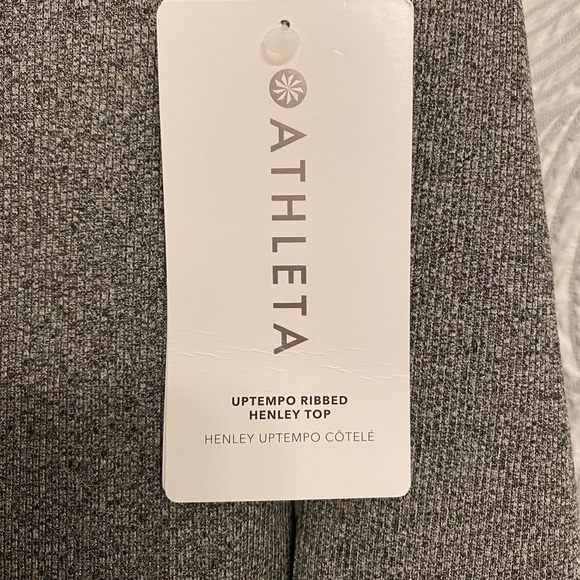 ATHLETA
UPTEMPO RIBBED
HENLEY TOP
HENLEY UPTEMPO CÔTELÉ